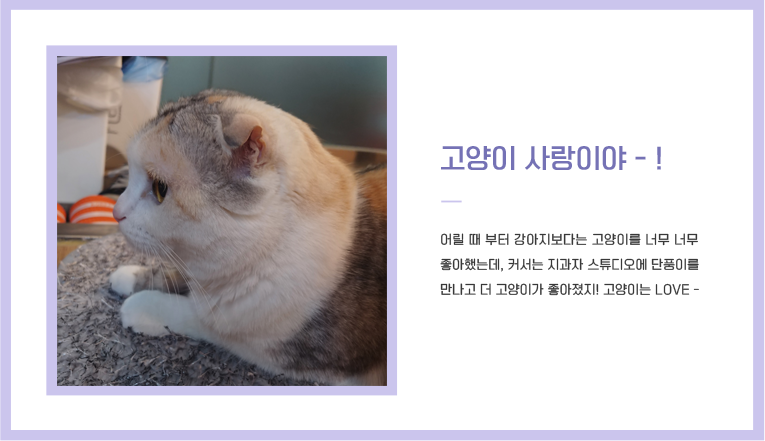 고양이 사랑이야 - !
어릴 때 부터 강아지보다는 고양이를 너무 너무
좋아했는데, 커서는 지과자 스튜디오에 단품이를
만나고 더 고양이가 좋아졌지! 고양이는 LOVE -